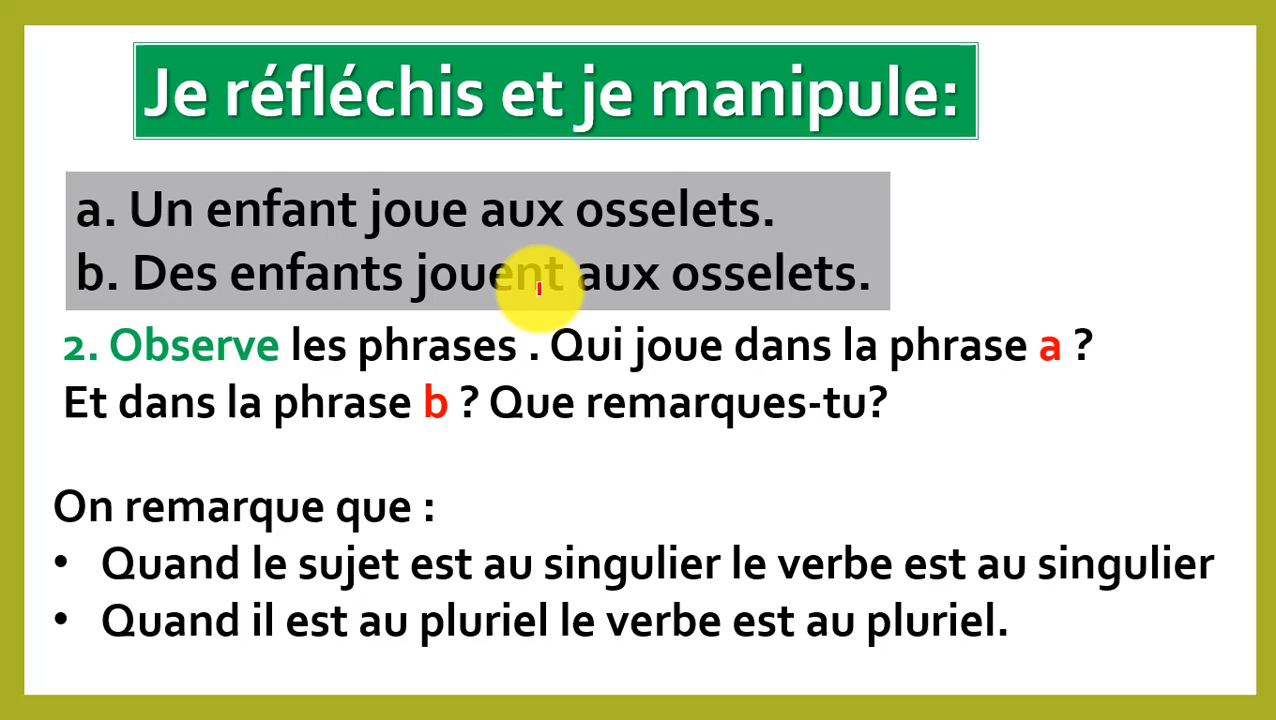 Je réfléchis et je manipule:
a. Un enfant joue aux osselets.
b. Des enfants jouent aux osselets.
2. Observe les phrases . Qui joue dans la phrase a ?
Et dans la phrase b ? Que remarques-tu?
On remarque que :
• Quand le sujet est au singulier le verbe est au singulier
• Quand il est au pluriel le verbe est au pluriel.